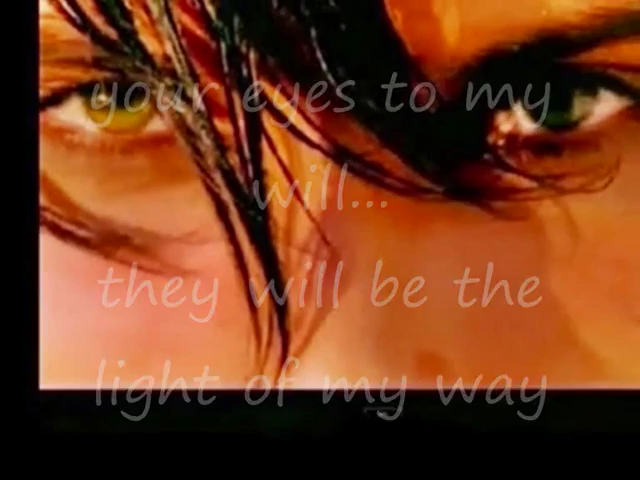 your eyes to my
will...
they will be the
light of my way